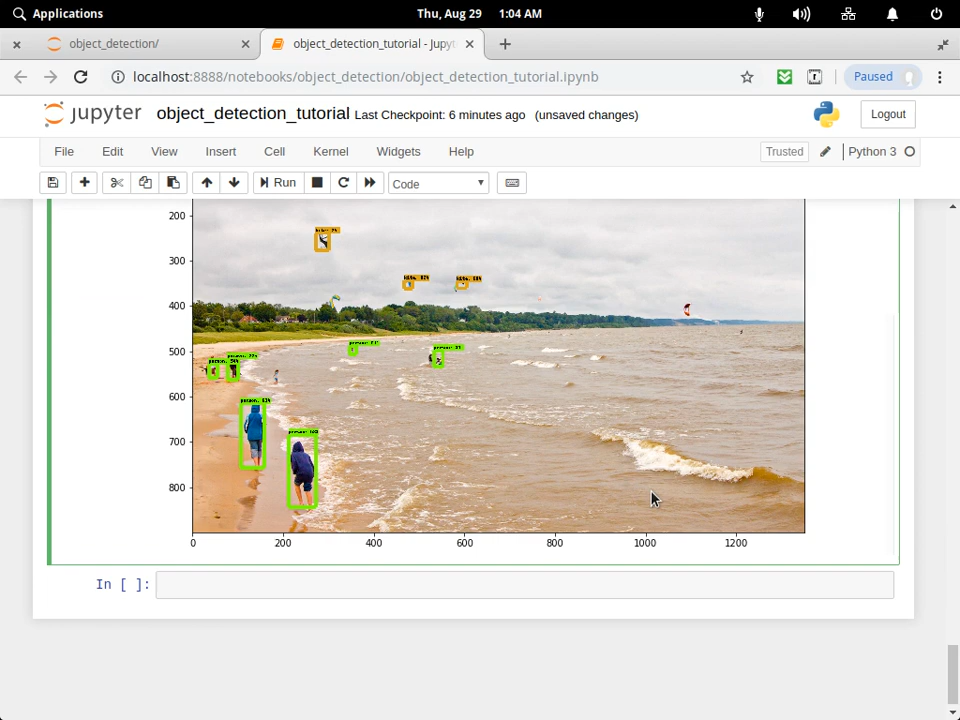 Applications
Thu, Aug 29 1:04 AM
object_detection/
object_detection_tutorial - Jupyt
localhost:8888/notebooks/object_detection/object_detection_tutorial.ipynb
Paused
jupyter object_detection_tutorial Last Checkpoint: 6 minutes ago (unsaved changes)
Logout
File Edit View Insert Cell Kernel Widgets Help
Trusted
Python 3
Run
Code
200
300
400
500
600
700
800
0 200 400 600 800 1000 1200
In [ ]: